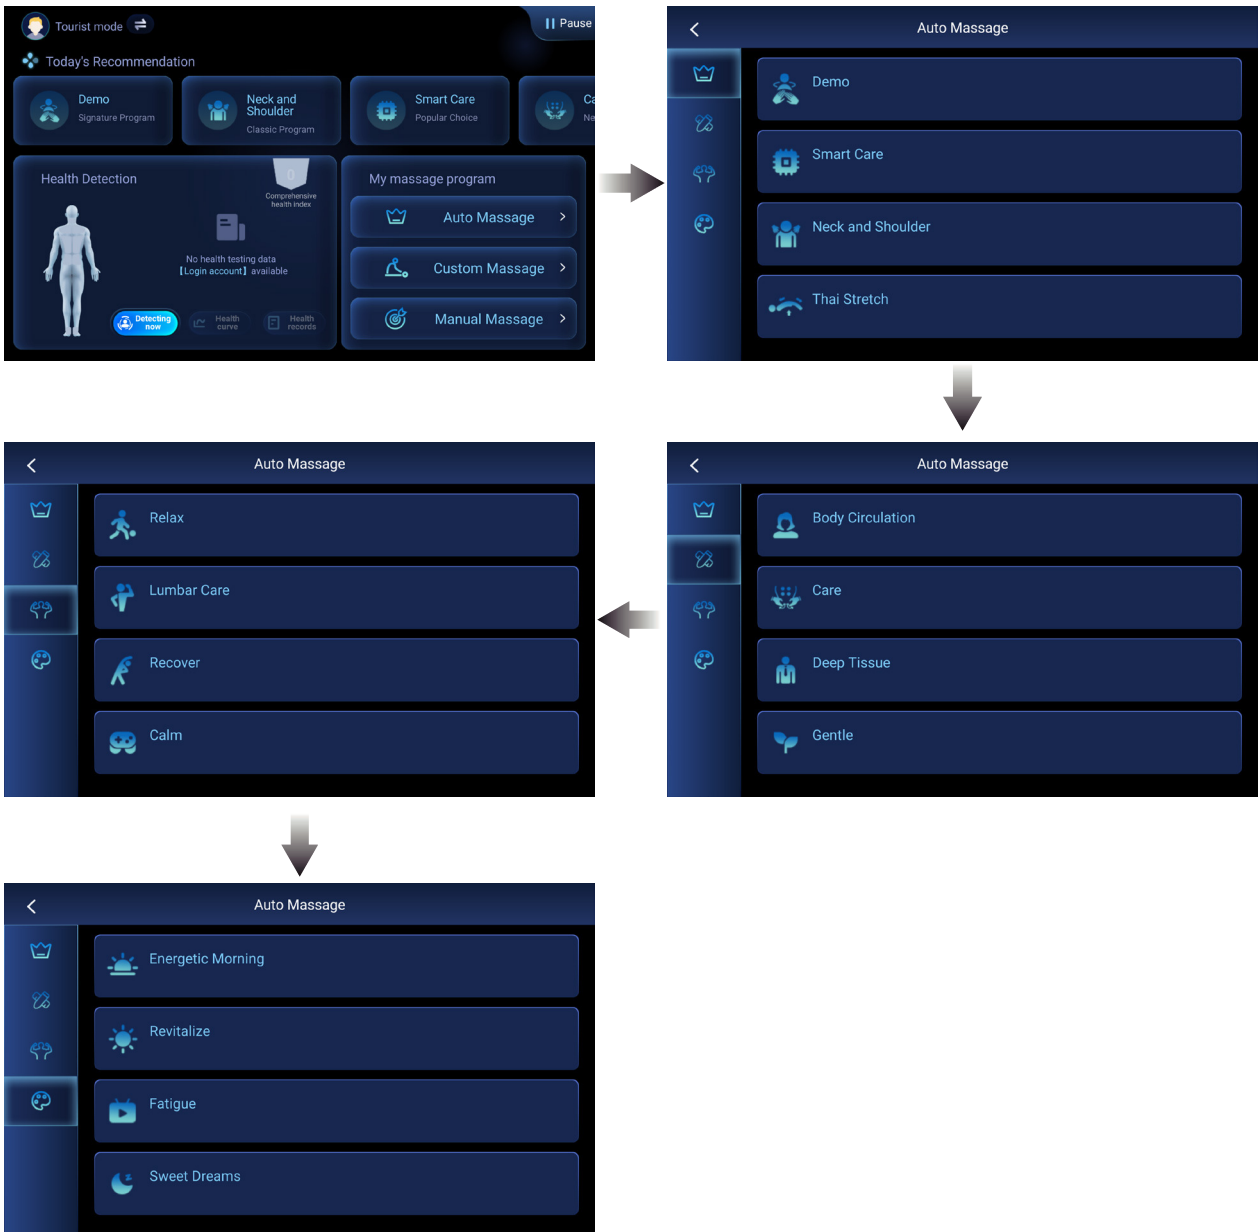 Tourist mode
Pause
Today's Recommendation
Demo
Signature Program
Neck and
Shoulder
Classic Program
Smart Care
Popular Choice
Ca
Ne
Health Detection
0
Comprehensive
health index
No health testing data
【Login account】available
Detecting
now
Health
curve
Health
records
My massage program
Auto Massage
Custom Massage
Manual Massage
Auto Massage
Demo
Smart Care
Neck and Shoulder
Thai Stretch
Auto Massage
Body Circulation
Care
Deep Tissue
Gentle
Auto Massage
Relax
Lumbar Care
Recover
Calm
Auto Massage
Energetic Morning
Revitalize
Fatigue
Sweet Dreams